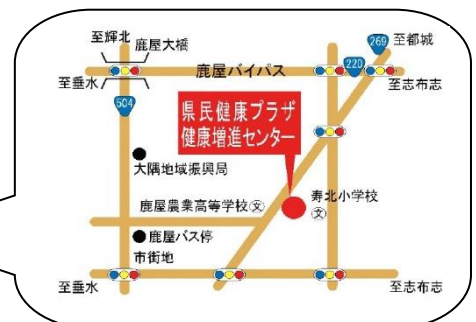 至輝北
鹿屋大橋
269
至都城
鹿屋バイパス
220
至垂水
至志布志
504
県民健康プラザ
健康増進センター
大隅地域振興局
寿北小学校
文
鹿屋農業高等学校文
鹿屋バス停
市街地
至垂水
至志布志